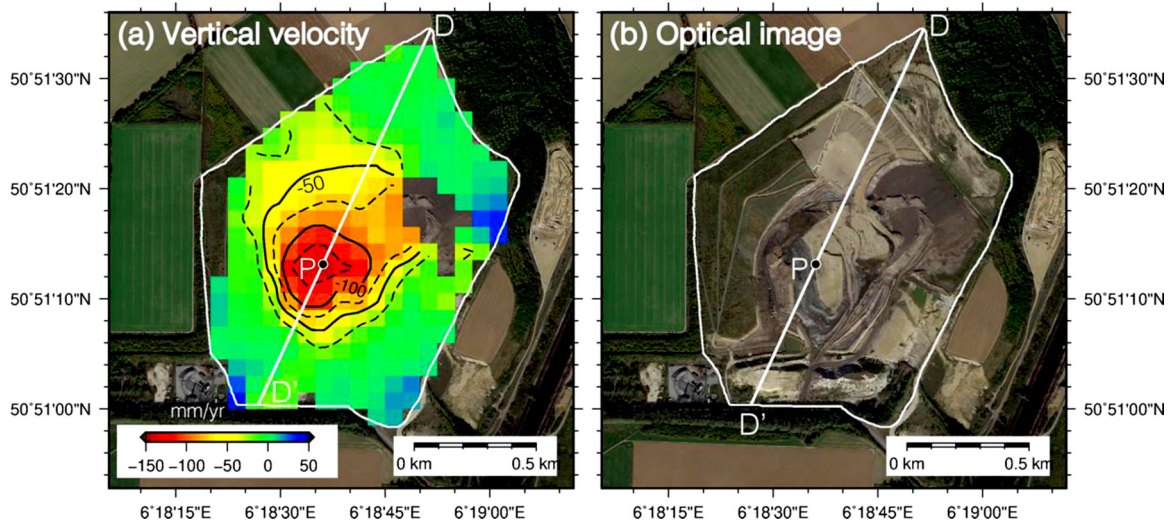 (a) Vertical velocity
D
(b) Optical image
D
50°51'30"N
50°51'30"N
50°51'20"N
50°51'20"N
-50
P
P
50°51'10"N
50°51'10"N
-100
D'
D'
50°51'00"N
50°51'00"N
mm/yr
−150 −100 −50 0 50
0 km 0.5 km
0 km 0.5 km
6°18'15"E 6°18'30"E 6°18'45"E 6°19'00"E
6°18'15"E 6°18'30"E 6°18'45"E 6°19'00"E